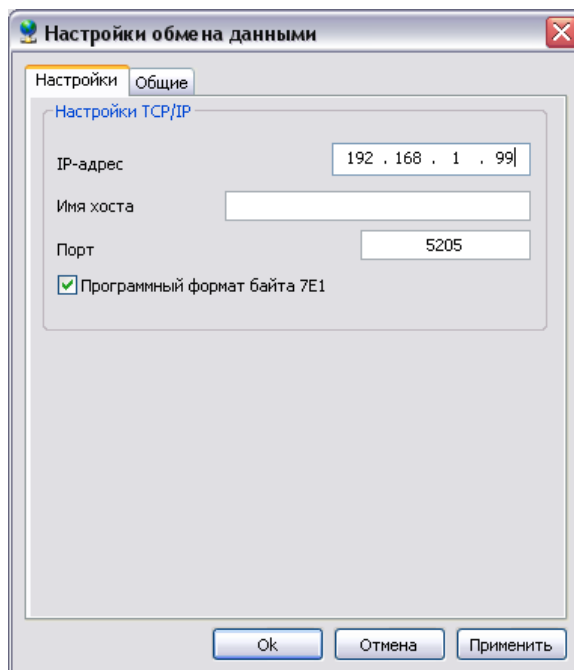 Настройки обмена данными
Настройки Общие
Настройки TCP/IP
IP-адрес 192 . 168 . 1 . 99
Имя хоста
Порт 5205
Программный формат байта 7E1
Ok Отмена Применить